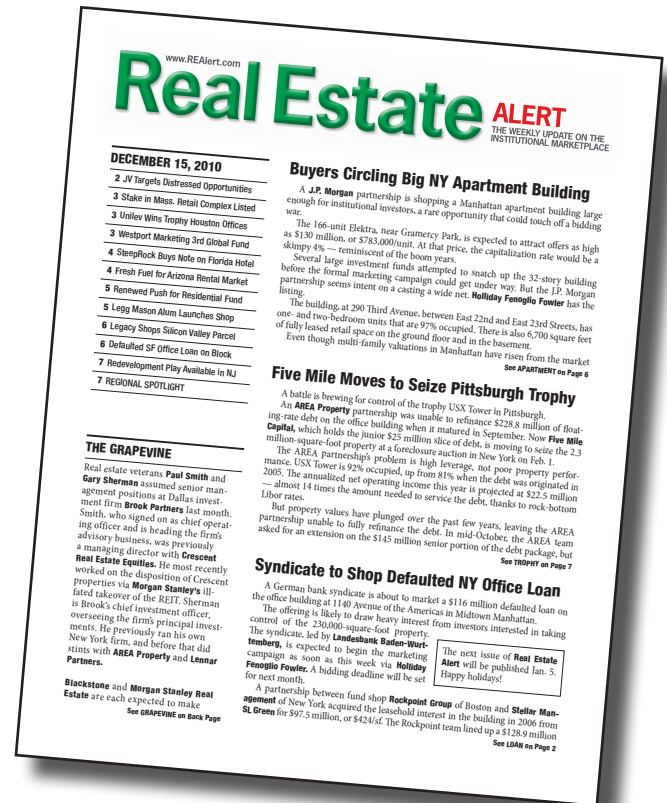 www.REAlert.com
Real Estate ALERT
THE WEEKLY UPDATE ON THE
INSTITUTIONAL MARKETPLACE
DECEMBER 15, 2010
2 JV Targets Distressed Opportunities
3 Stake in Mass. Retail Complex Listed
3 Unilev Wins Trophy Houston Offices
3 Westport Marketing 3rd Global Fund
4 SteepRock Buys Note on Florida Hotel
4 Fresh Fuel for Arizona Rental Market
5 Renewed Push for Residential Fund
5 Legg Mason Alum Launches Shop
6 Legacy Shops Silicon Valley Parcel
6 Defaulted SF Office Loan on Block
7 Redevelopment Play Available in NJ
7 REGIONAL SPOTLIGHT
THE GRAPEVINE
Real estate veterans Paul Smith and
Gary Sherman assumed senior man-
agement positions at Dallas invest-
ment firm Brook Partners last month.
Smith, who signed on as chief operat-
ing officer and is heading the firm's
advisory business, was previously
a managing director with Crescent
Real Estate Equities. He most recently
worked on the disposition of Crescent
properties via Morgan Stanley's ill-
fated takeover of the REIT. Sherman
is Brook's chief investment officer,
overseeing the firm's principal invest-
ments. He previously ran his own
New York firm, and before that did
stints with AREA Property and Lennar
Partners.
Blackstone and Morgan Stanley Real
Estate are each expected to make
See GRAPEVINE on Back Page
Buyers Circling Big NY Apartment Building
A J.P. Morgan partnership is shopping a Manhattan apartment building large
enough for institutional investors, a rare opportunity that could touch off a bidding
war.
The 166-unit Elektra, near Gramercy Park, is expected to attract offers as high
as $130 million, or $783,000/unit. At that price, the capitalization rate would be a
skimpy 4% — reminiscent of the boom years.
Several large investment funds attempted to snatch up the 32-story building
before the formal marketing campaign could get under way. But the J.P. Morgan
partnership seems intent on a casting a wide net. Holliday Fenoglio Fowler has the
listing.
The building, at 290 Third Avenue, between East 22nd and East 23rd Streets, has
one- and two-bedroom units that are 97% occupied. There is also 6,700 square feet
of fully leased retail space on the ground floor and in the basement.
Even though multi-family valuations in Manhattan have risen from the market
See APARTMENT on Page 6
Five Mile Moves to Seize Pittsburgh Trophy
A battle is brewing for control of the trophy USX Tower in Pittsburgh.
An AREA Property partnership was unable to refinance $228.8 million of float-
ing-rate debt on the office building when it matured in September. Now Five Mile
Capital, which holds the junior $25 million slice of debt, is moving to seize the 2.3
million-square-foot property at a foreclosure auction in New York on Feb. 1.
The AREA partnership's problem is high leverage, not poor property perfor-
mance. USX Tower is 92% occupied, up from 81% when the debt was originated in
2005. The annualized net operating income this year is projected at $22.5 million
— almost 14 times the amount needed to service the debt, thanks to rock-bottom
Libor rates.
But property values have plunged over the past few years, leaving the AREA
partnership unable to fully refinance the debt. In mid-October, the AREA team
asked for an extension on the $145 million senior portion of the debt package, but
See TROPHY on Page 7
Syndicate to Shop Defaulted NY Office Loan
A German bank syndicate is about to market a $116 million defaulted loan on
the office building at 1140 Avenue of the Americas in Midtown Manhattan.
The offering is likely to draw heavy interest from investors interested in taking
control of the 230,000-square-foot property.
The syndicate, led by Landesbank Baden-Wurt-
temberg, is expected to begin the marketing
campaign as soon as this week via Holliday
Fenoglio Fowler. A bidding deadline will be set
for next month.
The next issue of Real Estate
Alert will be published Jan. 5.
Happy holidays!
A partnership between fund shop Rockpoint Group of Boston and Stellar Man-
agement of New York acquired the leasehold interest in the building in 2006 from
SL Green for $97.5 million, or $424/sf. The Rockpoint team lined up a $128.9 million
See LOAN on Page 2